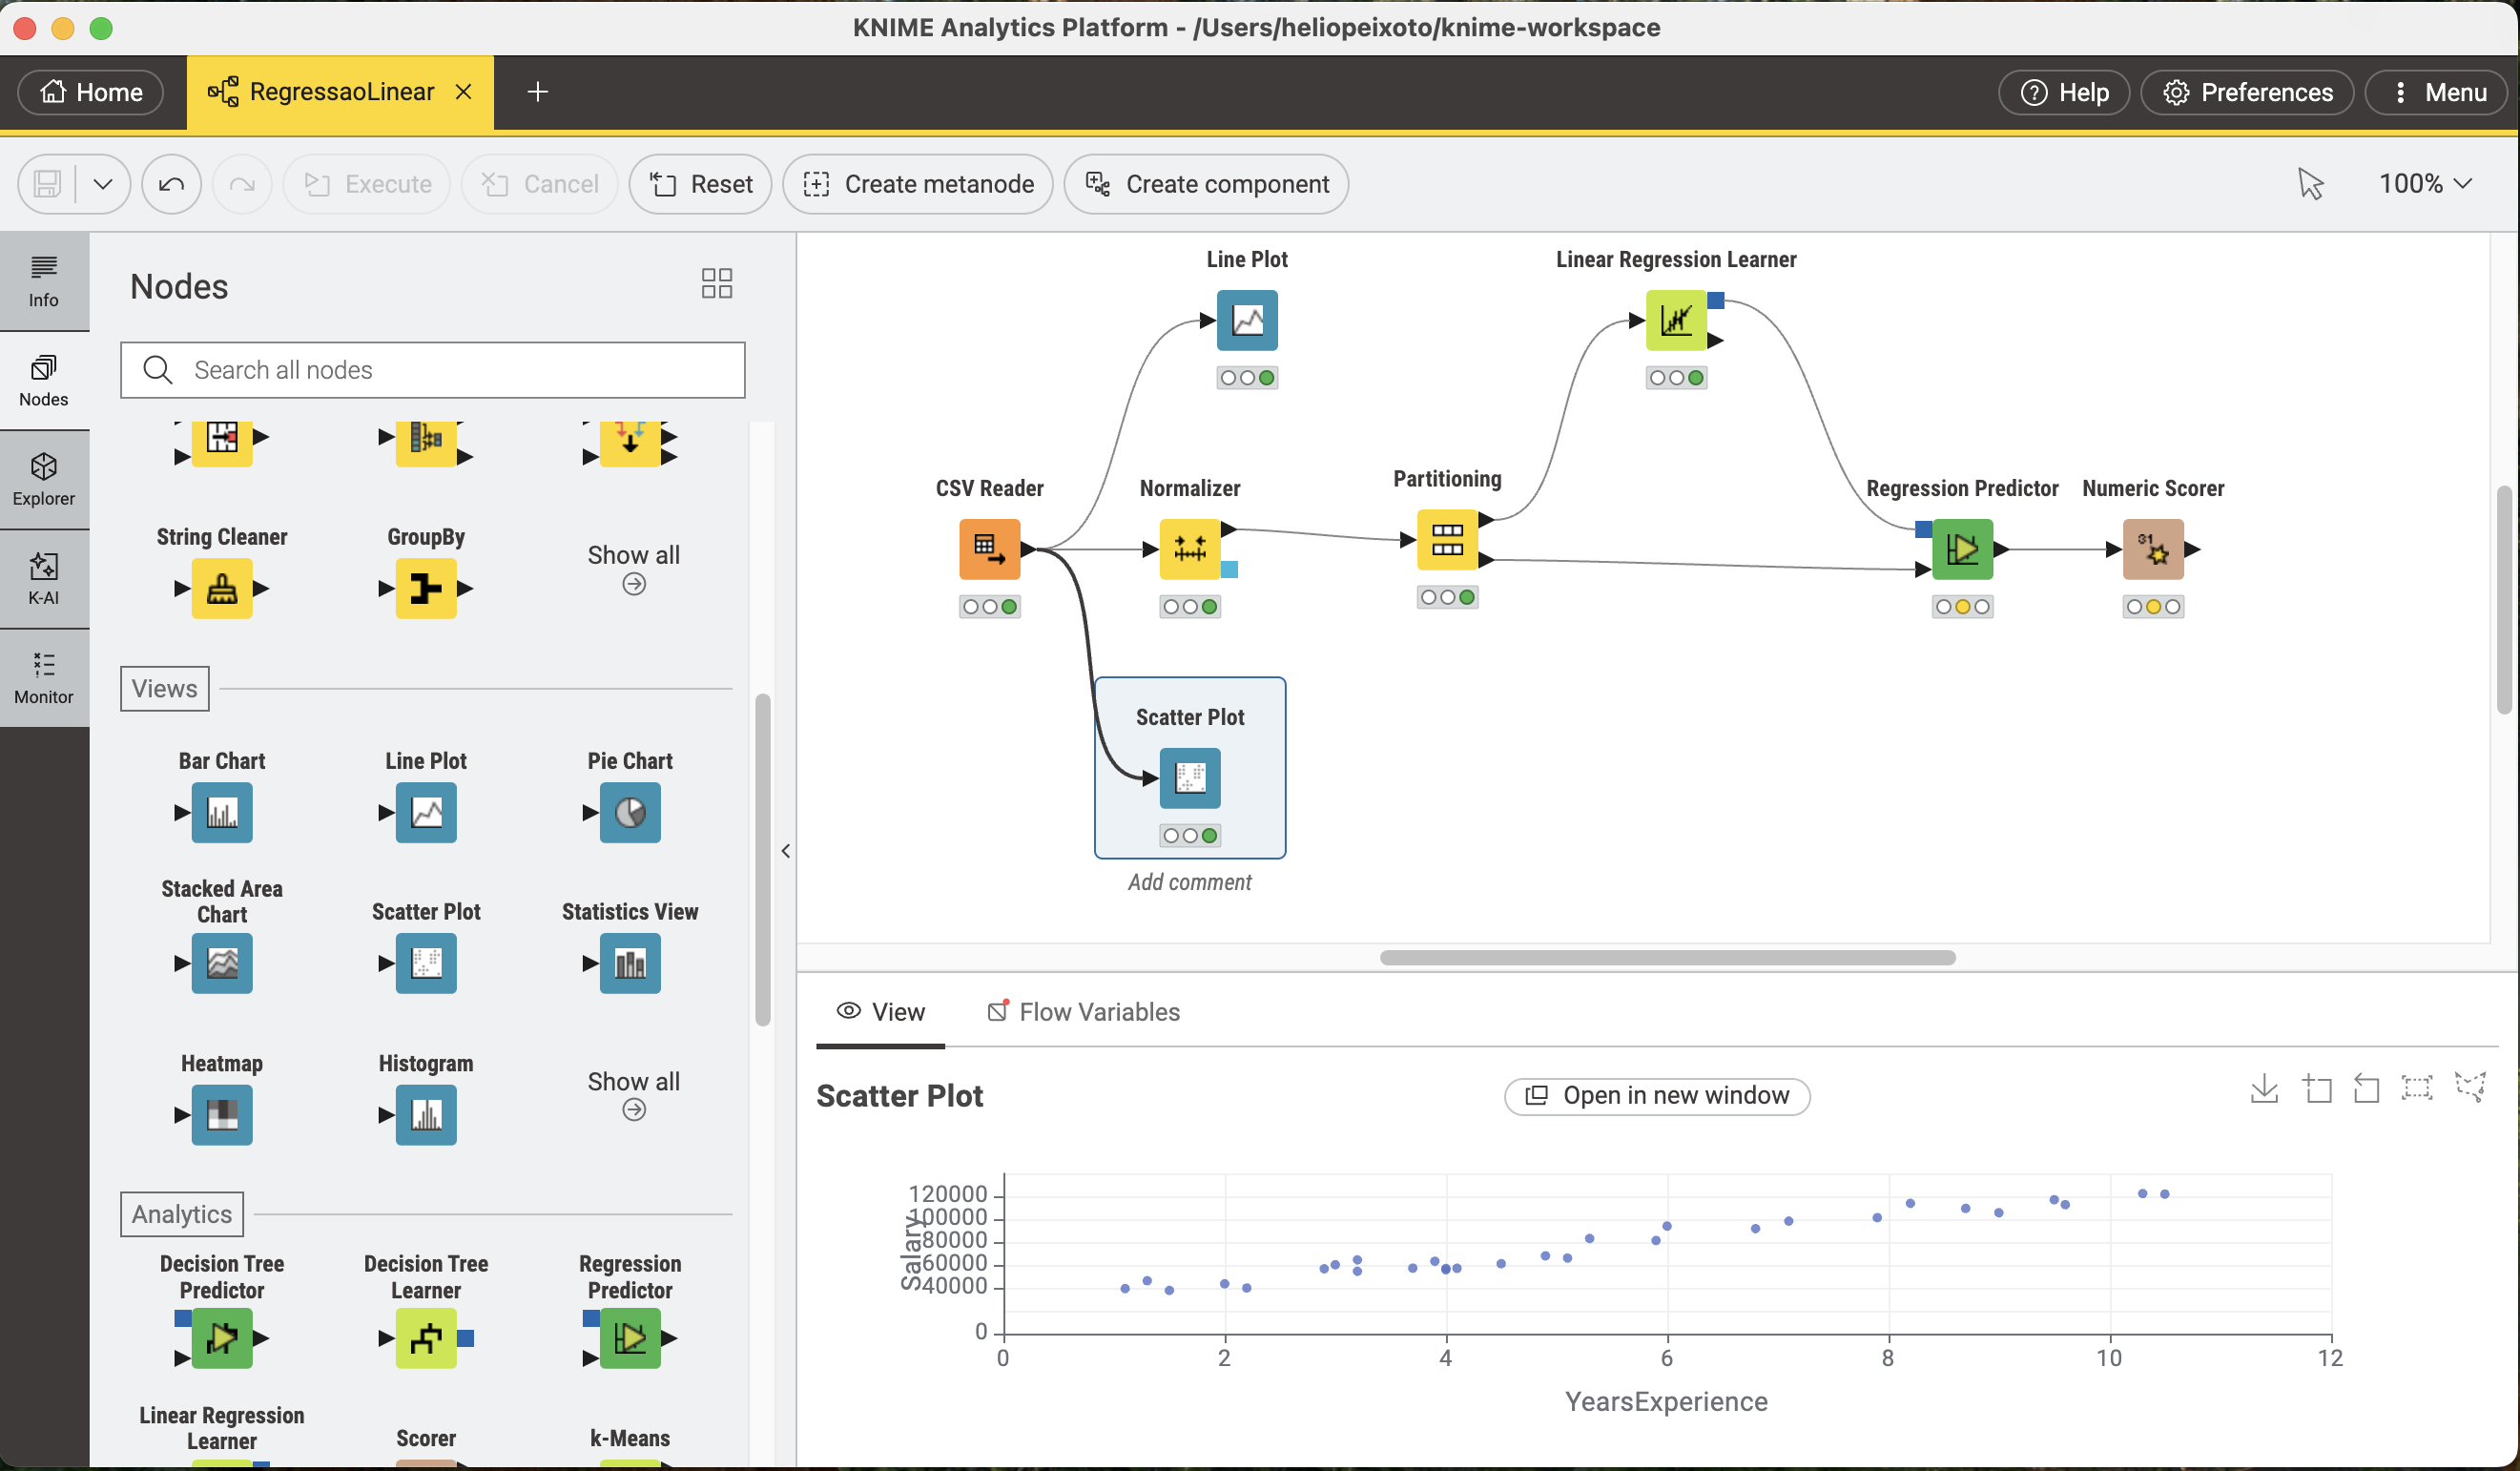 KNIME Analytics Platform - /Users/heliopeixoto/knime-workspace
Home
RegressaoLinear
Help
Preferences
Menu
Execute
Cancel
Reset
Create metanode
Create component
100%
Info
Nodes
Explorer
K-AI
Monitor
Nodes
Search all nodes
String Cleaner
GroupBy
Show all
Views
Bar Chart
Line Plot
Pie Chart
Stacked Area
Chart
Scatter Plot
Statistics View
Heatmap
Histogram
Show all
Analytics
Decision Tree
Predictor
Decision Tree
Learner
Regression
Predictor
Linear Regression
Learner
Scorer
k-Means
Line Plot
Linear Regression Learner
CSV Reader
Normalizer
Partitioning
Regression Predictor
Numeric Scorer
Scatter Plot
Add comment
View
Flow Variables
Scatter Plot
Open in new window
Salary
120000
100000
80000
60000
40000
0
0
2
4
6
8
10
12
YearsExperience